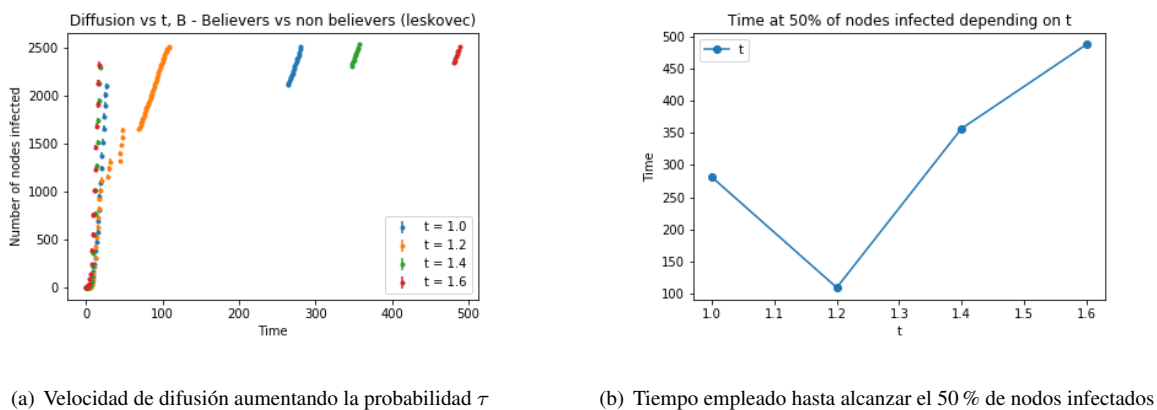 Diffusion vs t, B - Believers vs non believers (leskovec)
Number of nodes infected
2500
2000
1500
1000
500
0
0
100
200
300
400
500
Time
t = 1.0
t = 1.2
t = 1.4
t = 1.6
Time at 50% of nodes infected depending on t
Time
500
450
400
350
300
250
200
150
100
t
1.0
1.1
1.2
1.3
1.4
1.5
1.6
t
(a) Velocidad de difusión aumentando la probabilidad τ
(b) Tiempo empleado hasta alcanzar el 50 % de nodos infectados